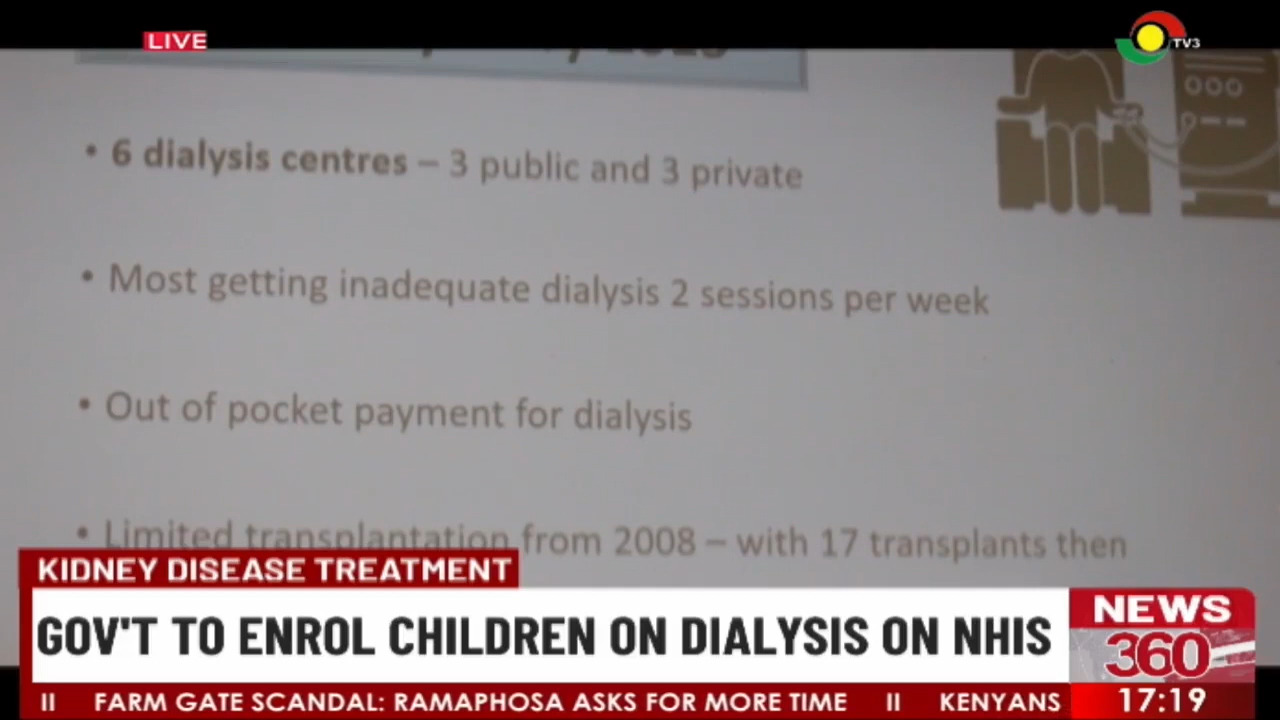 LIVE
TV3
• 6 dialysis centres – 3 public and 3 private
• Most getting inadequate dialysis 2 sessions per week
• Out of pocket payment for dialysis
• Limited transplantation from 2008 – with 17 transplants then
KIDNEY DISEASE TREATMENT
GOV'T TO ENROL CHILDREN ON DIALYSIS ON NHIS
NEWS
360
II FARM GATE SCANDAL: RAMAPHOSA ASKS FOR MORE TIME II KENYANS
17:19